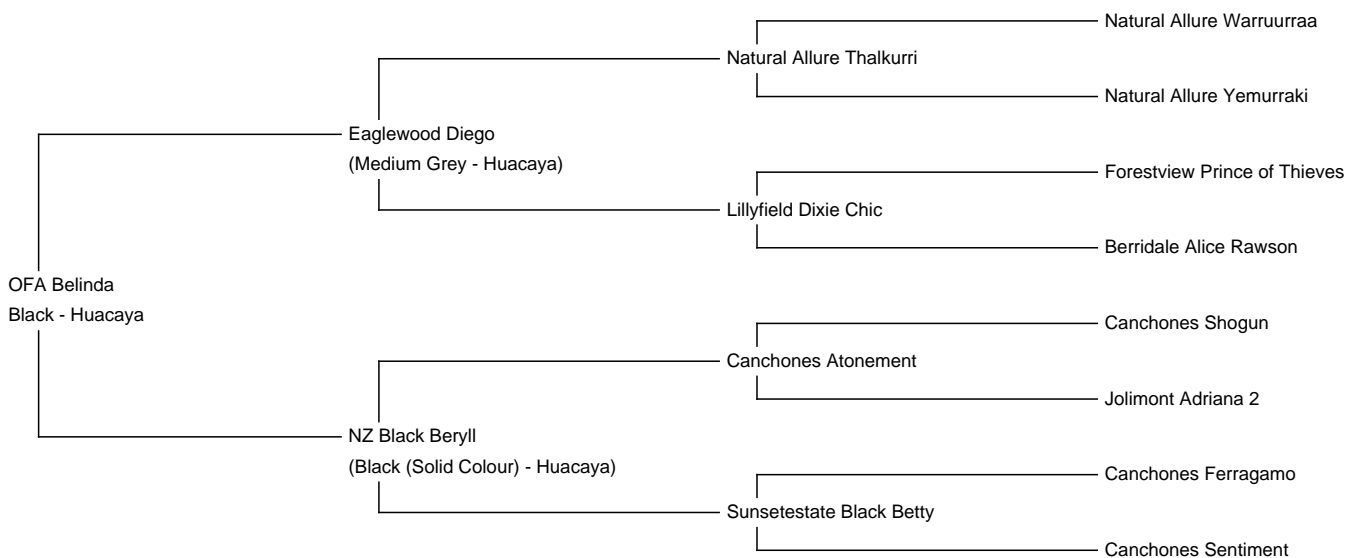 Natural Allure Warruurraa
Natural Allure Thalkurri
Natural Allure Yemurraki
Eaglewood Diego
(Medium Grey - Huacaya)
Forestview Prince of Thieves
Lillyfield Dixie Chic
Berridale Alice Rawson
OFA Belinda
Black - Huacaya
Canchones Shogun
Canchones Atonement
Jolimont Adriana 2
NZ Black Beryll
(Black (Solid Colour) - Huacaya)
Canchones Ferragamo
Sunsetestate Black Betty
Canchones Sentiment